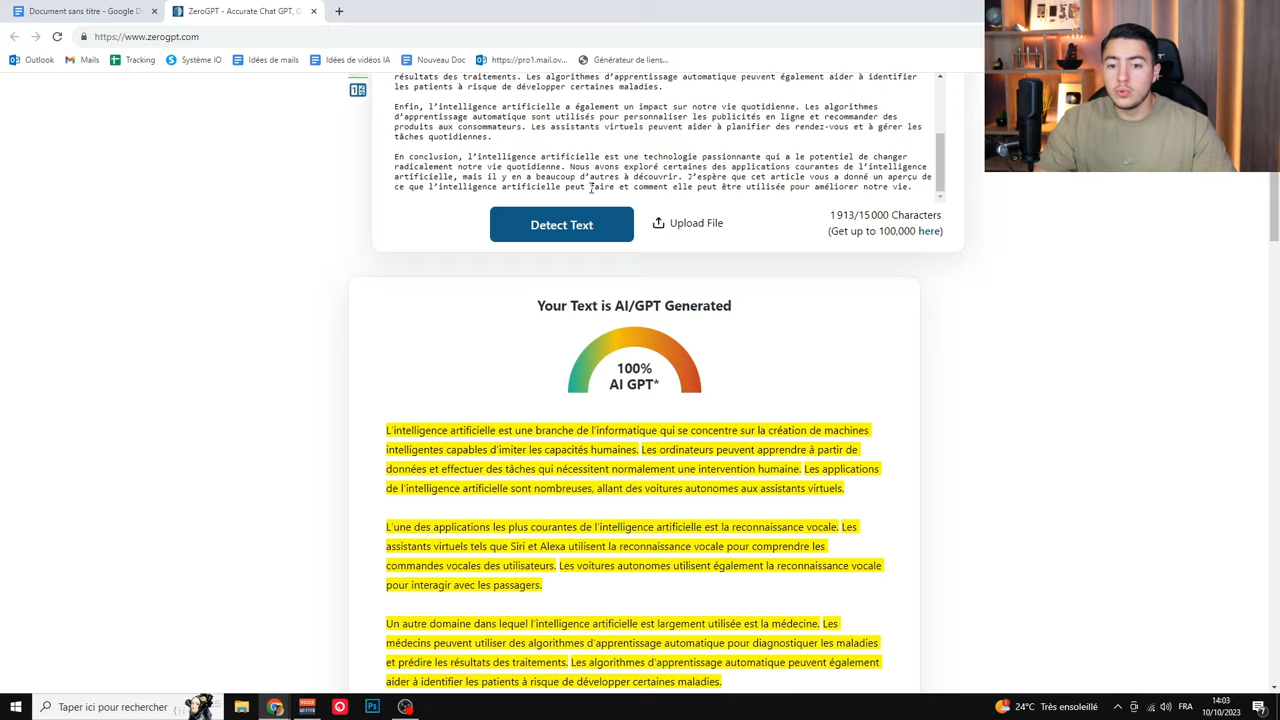 Document sans titre - Google D
ZeroGPT - Accurate Chat GPT, G
https://www.zerogpt.com
Outlook
Mails
Tracking
Système IO
Idées de mails
Idées de vidéos IA
Nouveau Doc
https://pro1.mail.ov...
Générateur de liens...
résultats des traitements. Les algorithmes d'apprentissage automatique peuvent également aider à identifier
les patients à risque de développer certaines maladies.
Enfin, l'intelligence artificielle a également un impact sur notre vie quotidienne. Les algorithmes
d'apprentissage automatique sont utilisés pour personnaliser les publicités en ligne et recommander des
produits aux consommateurs. Les assistants virtuels peuvent aider à planifier des rendez-vous et à gérer les
tâches quotidiennes.
En conclusion, l'intelligence artificielle est une technologie passionnante qui a le potentiel de changer
radicalement notre vie quotidienne. Nous avons exploré certaines des applications courantes de l'intelligence
artificielle, mais il y en a beaucoup d'autres à découvrir. J'espère que cet article vous a donné un aperçu de
ce que l'intelligence artificielle peut faire et comment elle peut être utilisée pour améliorer notre vie.
Detect Text
Upload File
1 913/15 000 Characters
(Get up to 100,000 here)
Your Text is AI/GPT Generated
100%
AI GPT*
L'intelligence artificielle est une branche de l'informatique qui se concentre sur la création de machines
intelligentes capables d'imiter les capacités humaines. Les ordinateurs peuvent apprendre à partir de
données et effectuer des tâches qui nécessitent normalement une intervention humaine. Les applications
de l'intelligence artificielle sont nombreuses, allant des voitures autonomes aux assistants virtuels.
L'une des applications les plus courantes de l'intelligence artificielle est la reconnaissance vocale. Les
assistants virtuels tels que Siri et Alexa utilisent la reconnaissance vocale pour comprendre les
commandes vocales des utilisateurs. Les voitures autonomes utilisent également la reconnaissance vocale
pour interagir avec les passagers.
Un autre domaine dans lequel l'intelligence artificielle est largement utilisée est la médecine. Les
médecins peuvent utiliser des algorithmes d'apprentissage automatique pour diagnostiquer les maladies
et prédire les résultats des traitements. Les algorithmes d'apprentissage automatique peuvent également
aider à identifier les patients à risque de développer certaines maladies.
Taper ici pour rechercher
Ps
24°C Très ensoleillé
FRA
14:03
10/10/2023